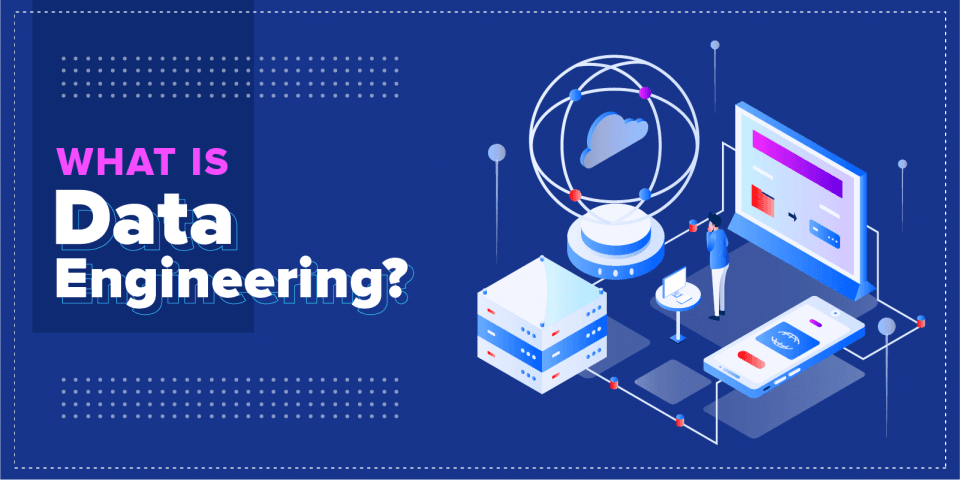 WHAT IS
Data
Engineering?